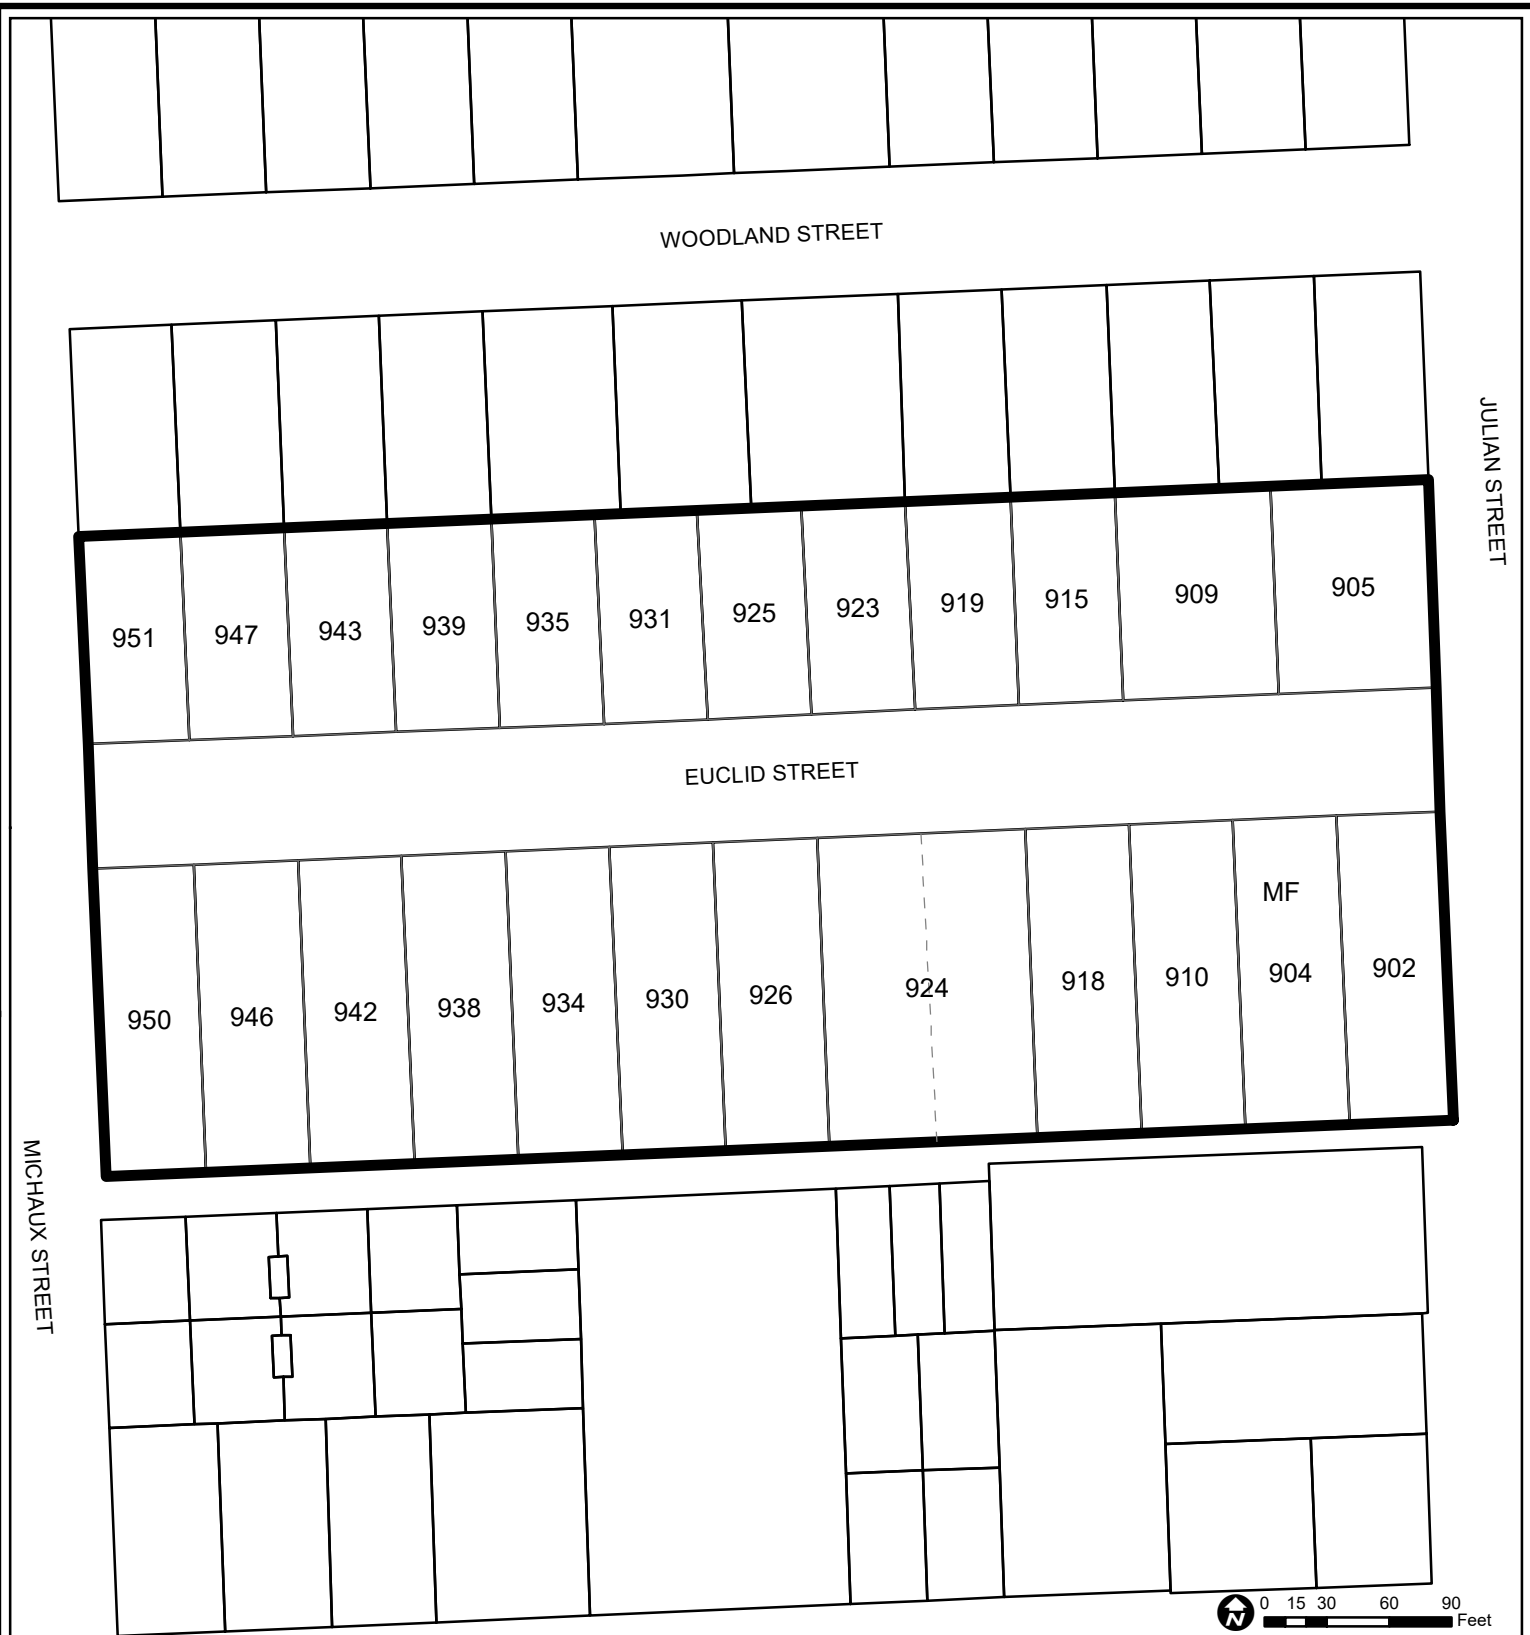 WOODLAND STREET
JULIAN STREET
951 947 943 939 935 931 925 923 919 915 909 905
EUCLID STREET
MF
950 946 942 938 934 930 926 924 918 910 904 902
MICHAUX STREET
N
0 15 30 60 90
Feet